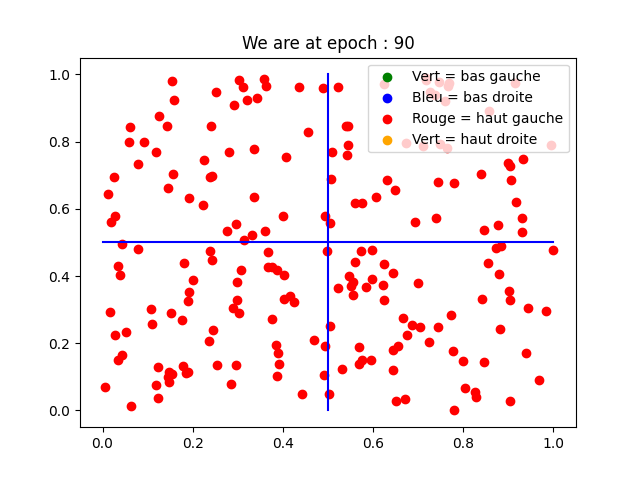 We are at epoch : 90
Vert = bas gauche
Bleu = bas droite
Rouge = haut gauche
Vert = haut droite
1.0
0.8
0.6
0.4
0.2
0.0
0.0 0.2 0.4 0.6 0.8 1.0